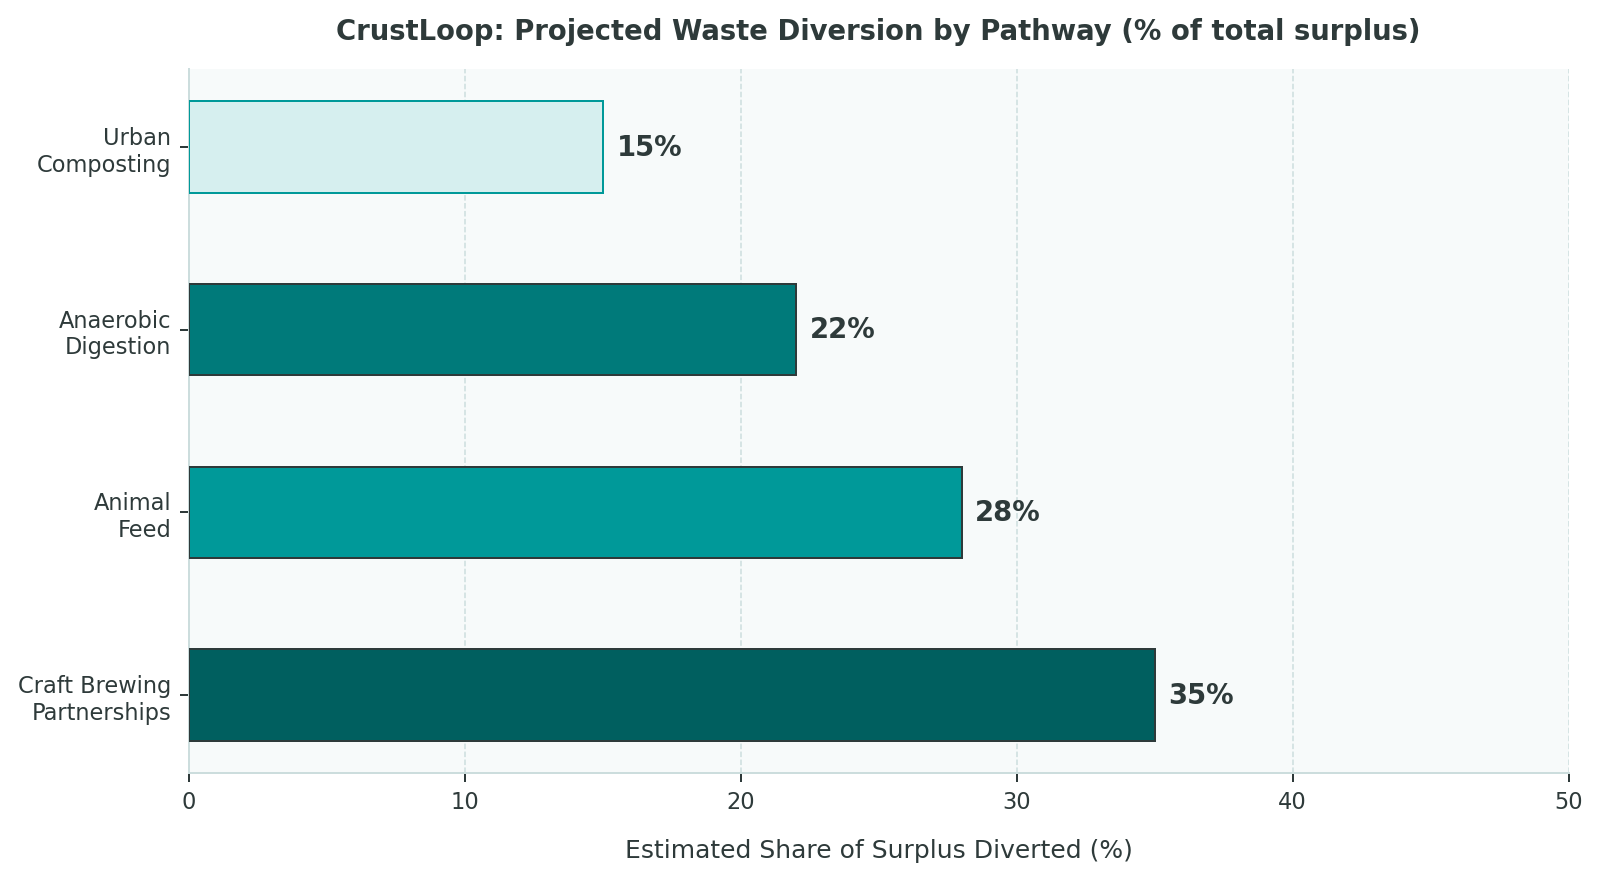 CrustLoop: Projected Waste Diversion by Pathway (% of total surplus)
Urban
Composting
15%
Anaerobic
Digestion
22%
Animal
Feed
28%
Craft Brewing
Partnerships
35%
0 10 20 30 40 50
Estimated Share of Surplus Diverted (%)